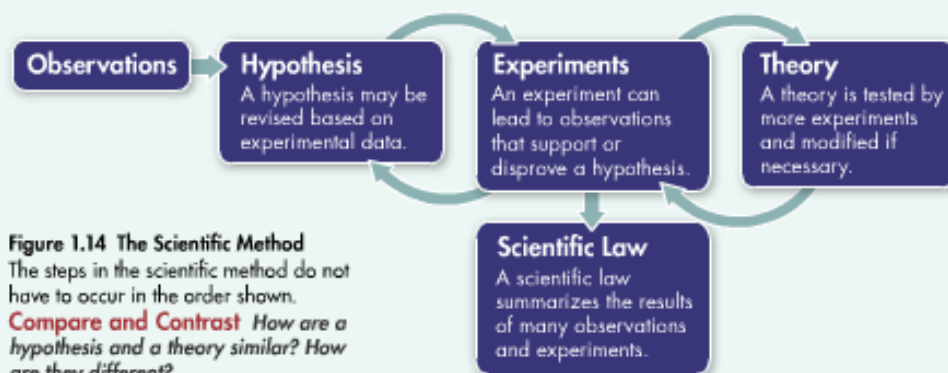 Observations
Hypothesis
A hypothesis may be
revised based on
experimental data.
Experiments
An experiment can
lead to observations
that support or
disprove a hypothesis.
Theory
A theory is tested by
more experiments
and modified if
necessary.
Scientific Law
A scientific law
summarizes the results
of many observations
and experiments.
Figure 1.14 The Scientific Method
The steps in the scientific method do not
have to occur in the order shown.
Compare and Contrast How are a
hypothesis and a theory similar? How
are they different?